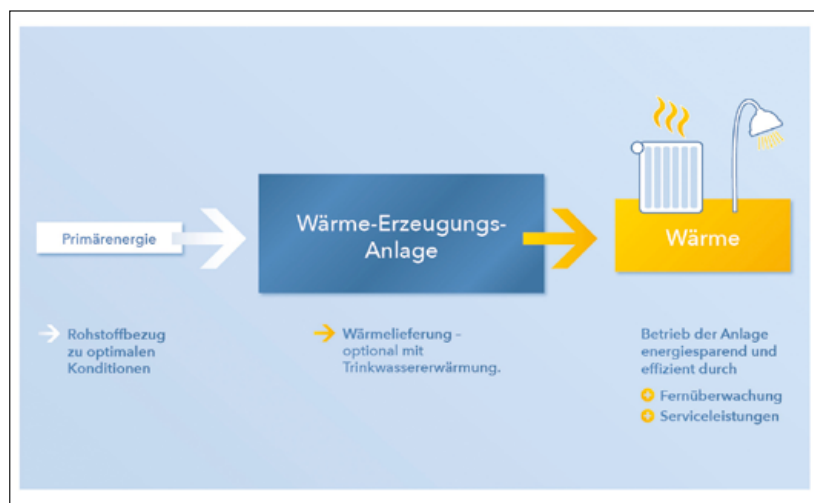 Primärenergie
Wärme-Erzeugungs-
Anlage
Wärme
Rohstoffbezug
zu optimalen
Konditionen
Wärmelieferung –
optional mit
Trinkwassererwärmung.
Betrieb der Anlage
energiesparend und
effizient durch
Fernüberwachung
Serviceleistungen